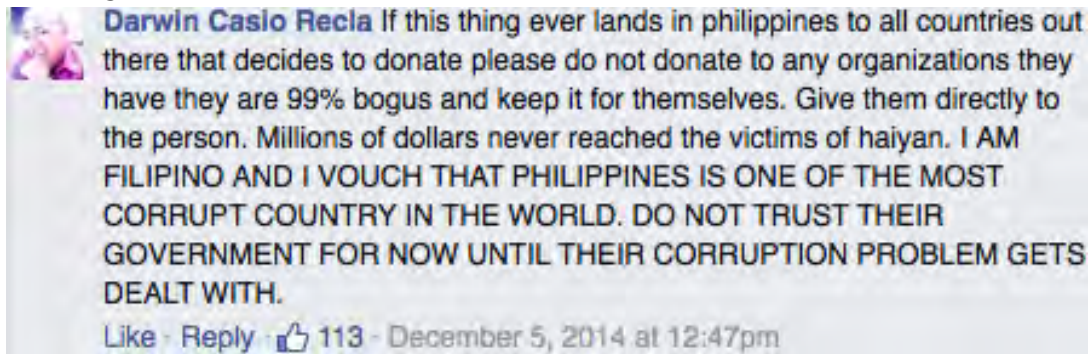 Darwin Casio Recla If this thing ever lands in philippines to all countries out
there that decides to donate please do not donate to any organizations they
have they are 99% bogus and keep it for themselves. Give them directly to
the person. Millions of dollars never reached the victims of haiyan. I AM
FILIPINO AND I VOUCH THAT PHILIPPINES IS ONE OF THE MOST
CORRUPT COUNTRY IN THE WORLD. DO NOT TRUST THEIR
GOVERNMENT FOR NOW UNTIL THEIR CORRUPTION PROBLEM GETS
DEALT WITH.
Like · Reply · 113 · December 5, 2014 at 12:47pm